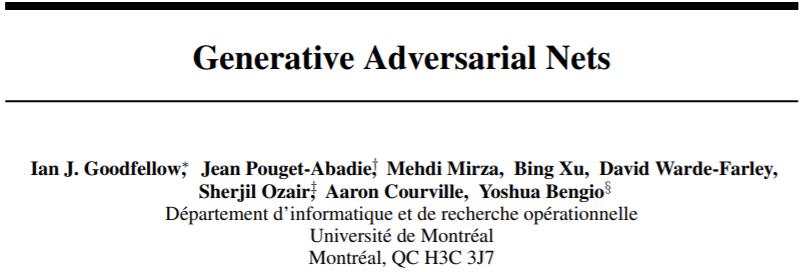 Generative Adversarial Nets
Ian J. Goodfellow,* Jean Pouget-Abadie,† Mehdi Mirza, Bing Xu, David Warde-Farley,
Sherjil Ozair,‡ Aaron Courville, Yoshua Bengio§
Département d'informatique et de recherche opérationnelle
Université de Montréal
Montréal, QC H3C 3J7